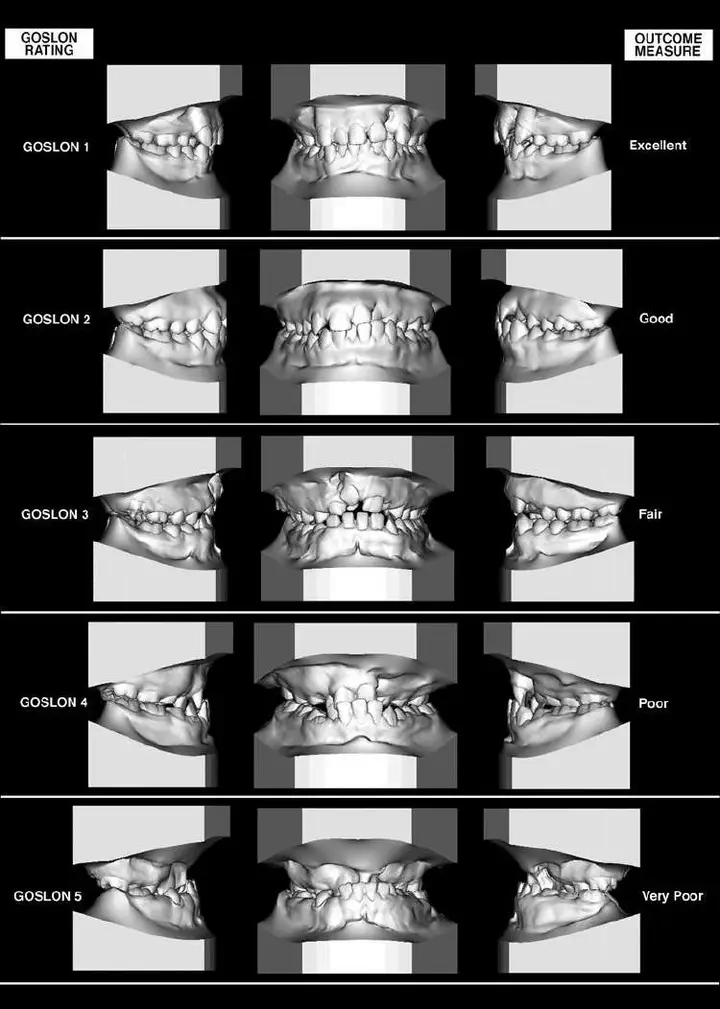 GOSLON
RATING
OUTCOME
MEASURE
GOSLON 1
Excellent
GOSLON 2
Good
GOSLON 3
Fair
GOSLON 4
Poor
GOSLON 5
Very Poor